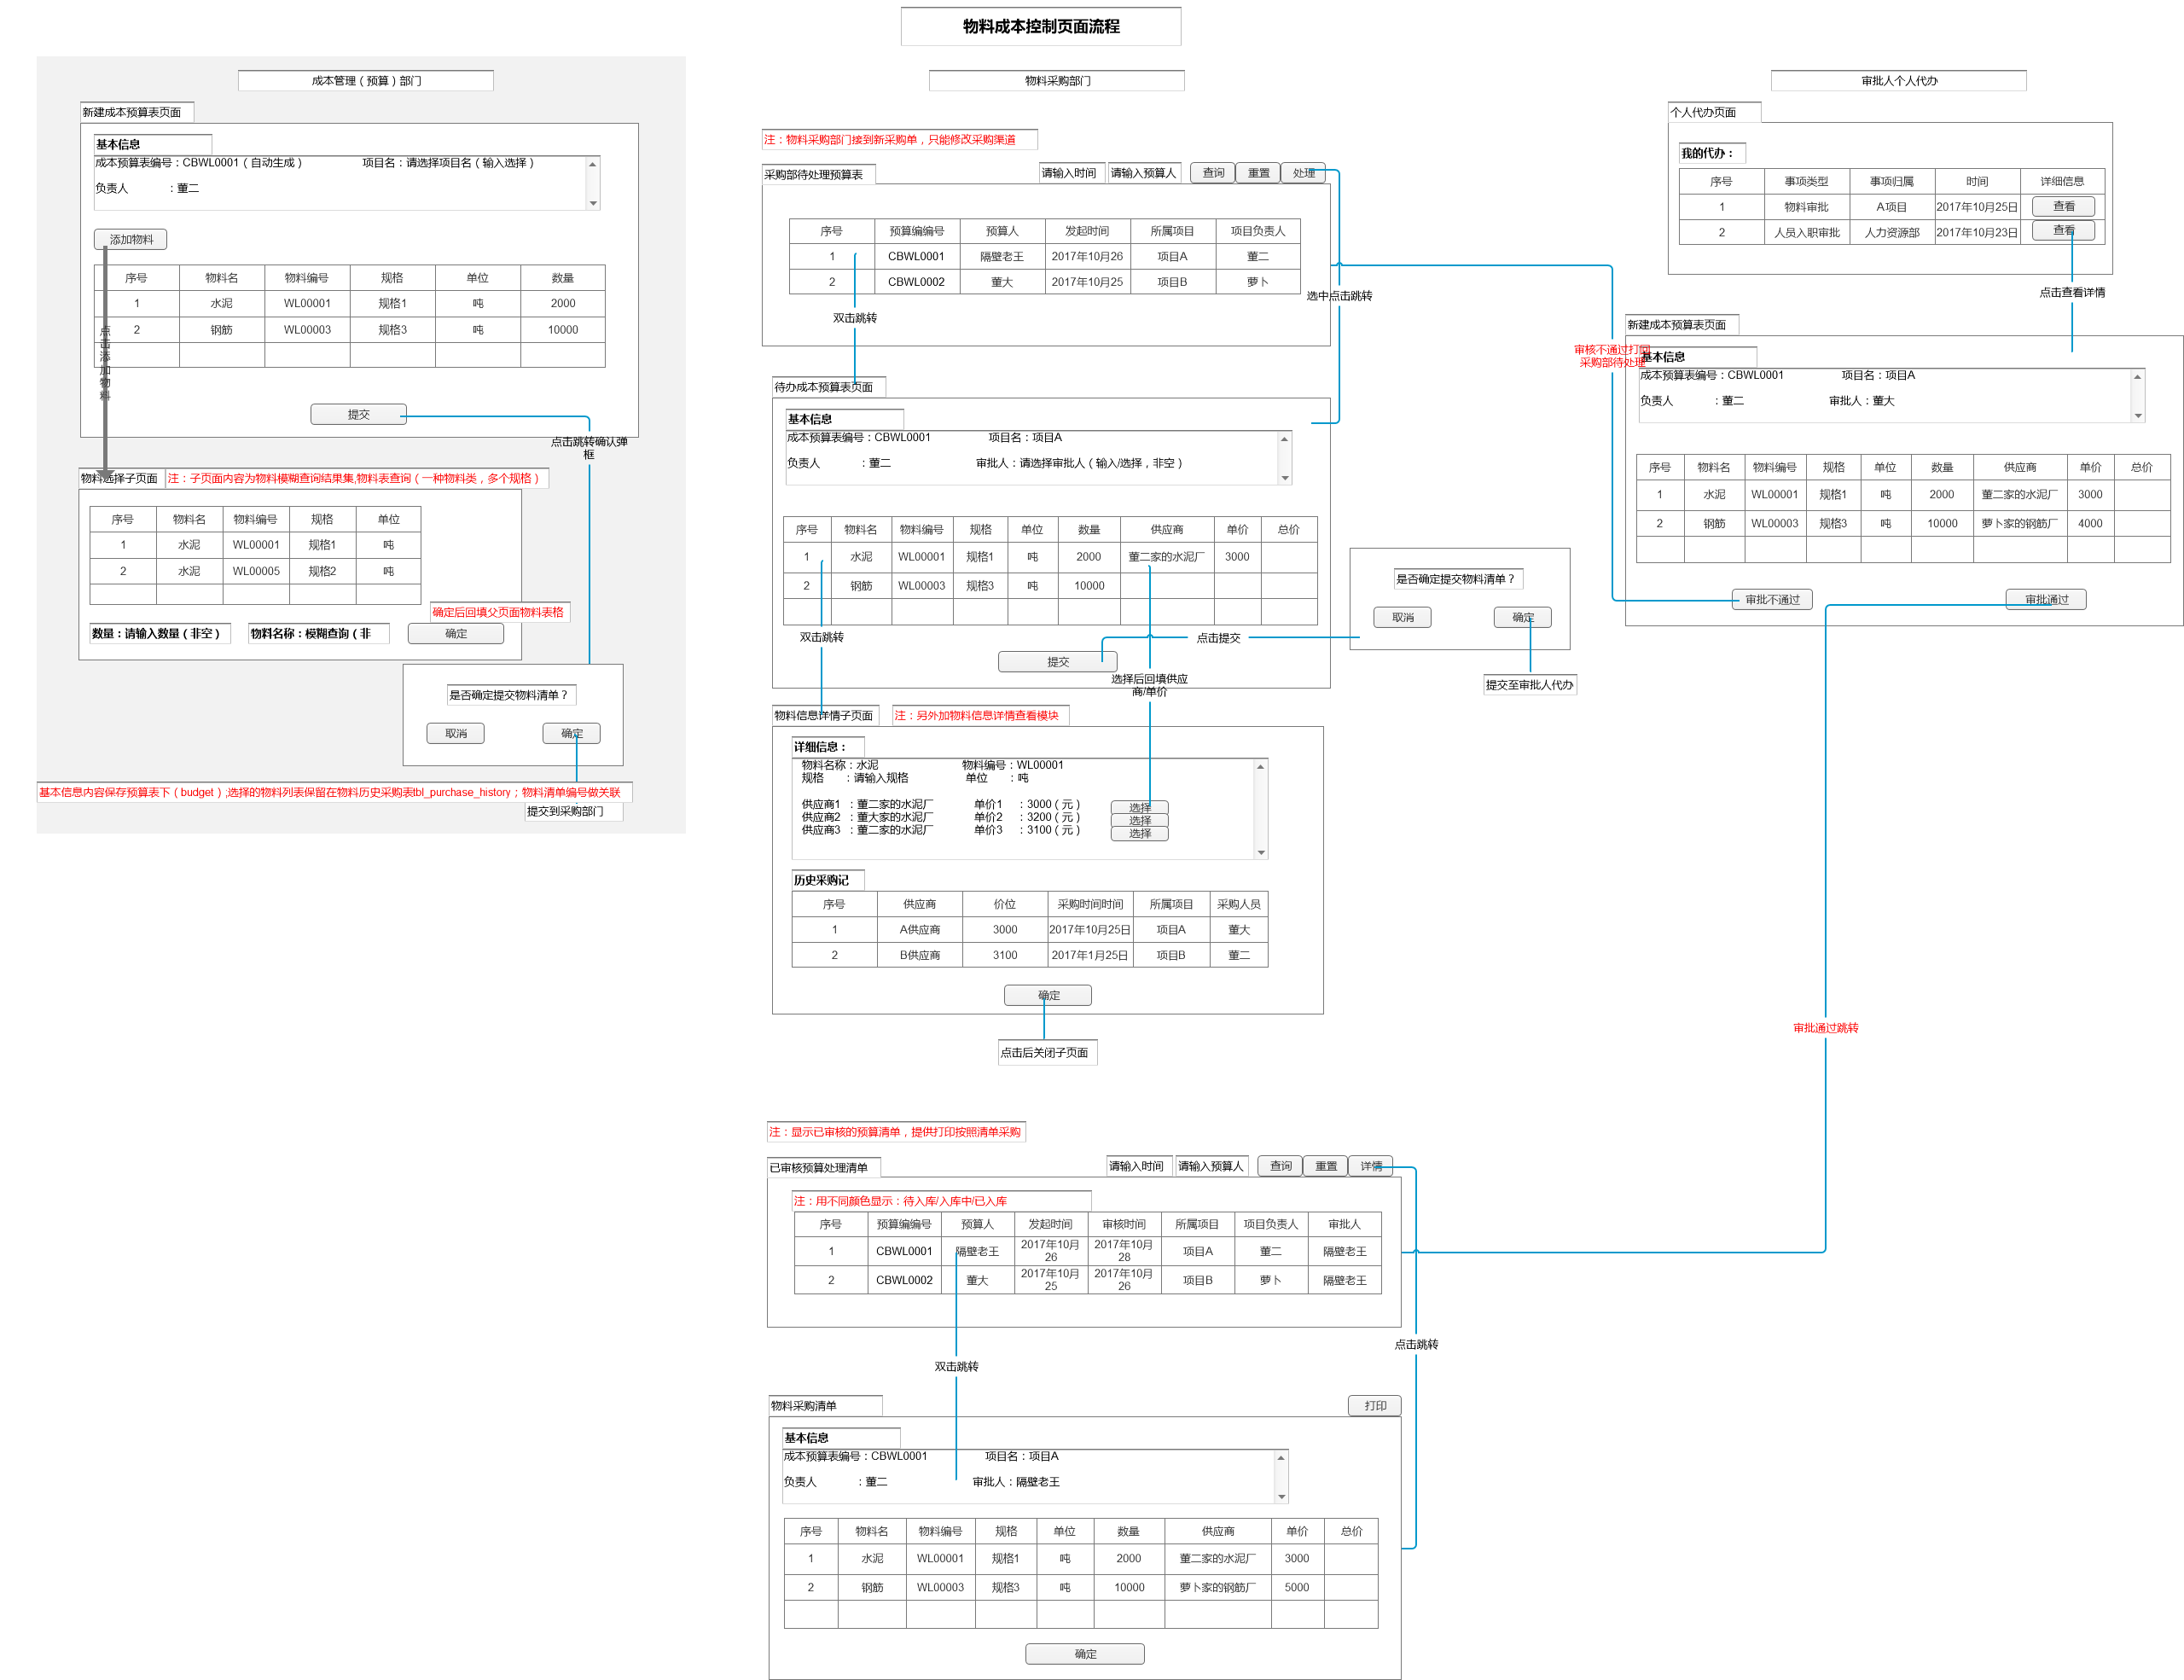 物料成本控制页面流程
成本管理（预算）部门
新建成本预算表页面
基本信息
成本预算表编号：CBWL0001（自动生成） 项目名：请选择项目名（输入选择）
负责人 ：董二
添加物料
序号 物料名 物料编号 规格 单位 数量
1 水泥 WL00001 规格1 吨 2000
2 钢筋 WL00003 规格3 吨 10000
点击添加物料
提交
点击跳转确认弹框
物料选择子页面
注：子页面内容为物料模糊查询结果集,物料表查询（一种物料类，多个规格）
序号 物料名 物料编号 规格 单位
1 水泥 WL00001 规格1 吨
2 水泥 WL00005 规格2 吨
确定后回填父页面物料表格
数量：请输入数量（非空） 物料名称：模糊查询（非 确定
是否确定提交物料清单？
取消 确定
基本信息内容保存预算表下（budget）;选择的物料列表保留在物料历史采购表tbl_purchase_history；物料清单编号做关联
提交到采购部门
物料采购部门
注：物料采购部门接到新采购单，只能修改采购渠道
采购部待处理预算表 请输入时间 请输入预算人 查询 重置 处理
序号 预算编编号 预算人 发起时间 所属项目 项目负责人
1 CBWL0001 隔壁老王 2017年10月26 项目A 董二
2 CBWL0002 董大 2017年10月25 项目B 萝卜
双击跳转
选中点击跳转
待办成本预算表页面
基本信息
成本预算表编号：CBWL0001 项目名：项目A
负责人 ：董二 审批人：请选择审批人（输入/选择，非空）
序号 物料名 物料编号 规格 单位 数量 供应商 单价 总价
1 水泥 WL00001 规格1 吨 2000 董二家的水泥厂 3000
2 钢筋 WL00003 规格3 吨 10000
双击跳转
提交
点击提交
选择后回填供应商/单价
是否确定提交物料清单？
取消 确定
提交至审批人代办
物料信息详情子页面
注：另外加物料信息详情查看模块
详细信息：
物料名称：水泥 物料编号：WL00001
规格 ：请输入规格 单位 ：吨
供应商1 ：董二家的水泥厂 单价1 ：3000（元） 选择
供应商2 ：董大家的水泥厂 单价2 ：3200（元） 选择
供应商3 ：董二家的水泥厂 单价3 ：3100（元） 选择
历史采购记
序号 供应商 价位 采购时间时间 所属项目 采购人员
1 A供应商 3000 2017年10月25日 项目A 董大
2 B供应商 3100 2017年1月25日 项目B 董二
确定
点击后关闭子页面
注：显示已审核的预算清单，提供打印按照清单采购
已审核预算处理清单 请输入时间 请输入预算人 查询 重置 详情
注：用不同颜色显示：待入库/入库中/已入库
序号 预算编编号 预算人 发起时间 审核时间 所属项目 项目负责人 审批人
1 CBWL0001 隔壁老王 2017年10月26 2017年10月28 项目A 董二 隔壁老王
2 CBWL0002 董大 2017年10月25 2017年10月26 项目B 萝卜 隔壁老王
双击跳转
点击跳转
物料采购清单 打印
基本信息
成本预算表编号：CBWL0001 项目名：项目A
负责人 ：董二 审批人：隔壁老王
序号 物料名 物料编号 规格 单位 数量 供应商 单价 总价
1 水泥 WL00001 规格1 吨 2000 董二家的水泥厂 3000
2 钢筋 WL00003 规格3 吨 10000 萝卜家的钢筋厂 5000
确定
审批人个人代办
个人代办页面
我的代办：
序号 事项类型 事项归属 时间 详细信息
1 物料审批 A项目 2017年10月25日 查看
2 人员入职审批 人力资源部 2017年10月23日 查看
点击查看详情
新建成本预算表页面
审核不通过打回
采购部待处理
基本信息
成本预算表编号：CBWL0001 项目名：项目A
负责人 ：董二 审批人：董大
序号 物料名 物料编号 规格 单位 数量 供应商 单价 总价
1 水泥 WL00001 规格1 吨 2000 董二家的水泥厂 3000
2 钢筋 WL00003 规格3 吨 10000 萝卜家的钢筋厂 4000
审批不通过 审批通过
审批通过跳转